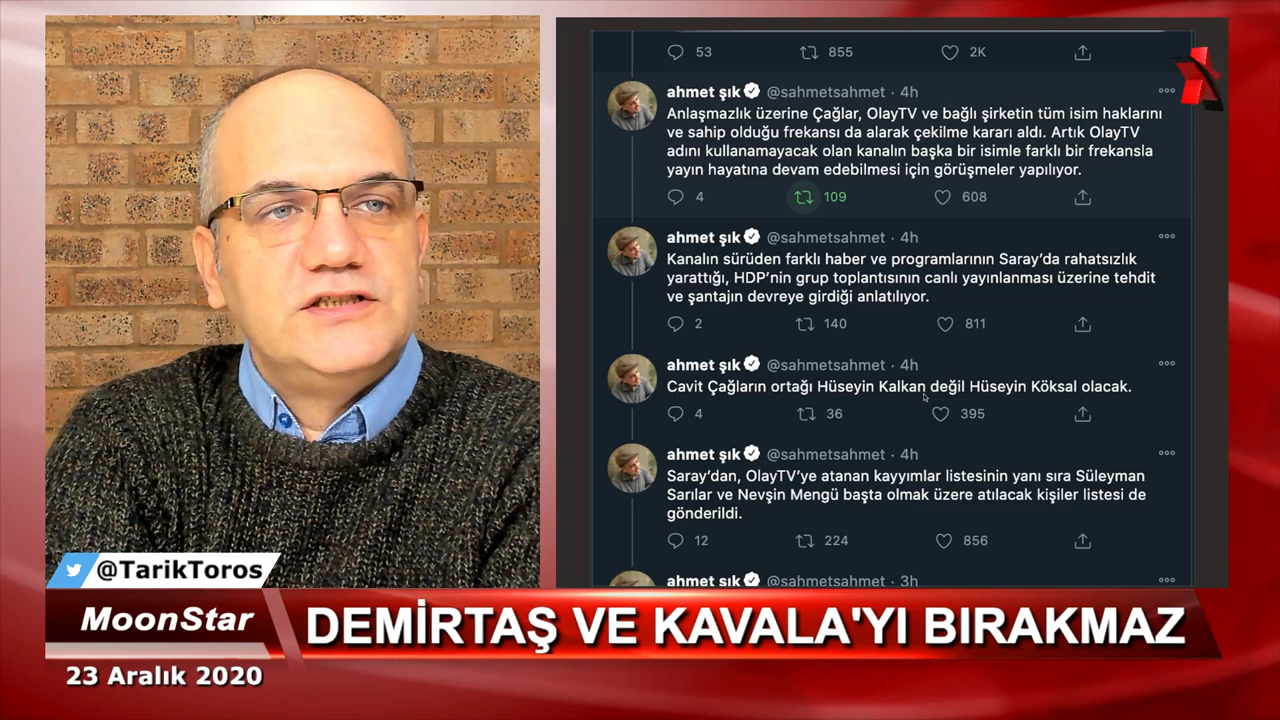 53 855 2K
ahmet şık @sahmetsahmet · 4h
Anlaşmazlık üzerine Çağlar, OlayTV ve bağlı şirketin tüm isim haklarını
ve sahip olduğu frekansı da alarak çekilme kararı aldı. Artık OlayTV
adını kullanamayacak olan kanalın başka bir isimle farklı bir frekansla
yayın hayatına devam edebilmesi için görüşmeler yapılıyor.
4 109 608
ahmet şık @sahmetsahmet · 4h
Kanalın sürüden farklı haber ve programlarının Saray'da rahatsızlık
yarattığı, HDP'nin grup toplantısının canlı yayınlanması üzerine tehdit
ve şantajın devreye girdiği anlatılıyor.
2 140 811
ahmet şık @sahmetsahmet · 4h
Cavit Çağların ortağı Hüseyin Kalkan değil Hüseyin Köksal olacak.
4 36 395
ahmet şık @sahmetsahmet · 4h
Saray'dan, OlayTV'ye atanan kayyımlar listesinin yanı sıra Süleyman
Sarılar ve Nevşin Mengü başta olmak üzere atılacak kişiler listesi de
gönderildi.
12 224 856
ahmet şık @sahmetsahmet · 3h
@TarikToros
MoonStar
DEMİRTAŞ VE KAVALA'YI BIRAKMAZ
23 Aralık 2020